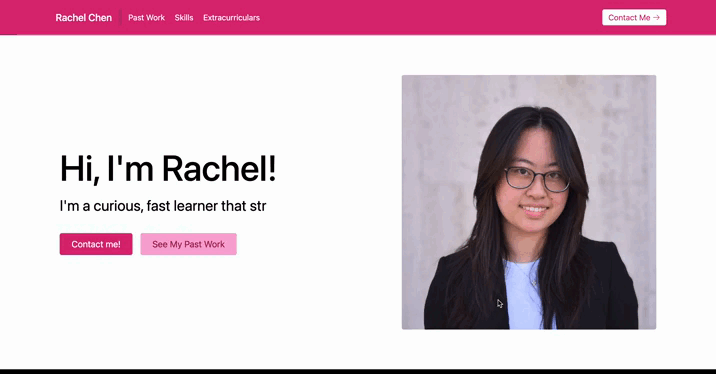 Rachel Chen Past Work Skills Extracurriculars Contact Me →
Hi, I'm Rachel!
I'm a curious, fast learner that str
Contact me! See My Past Work